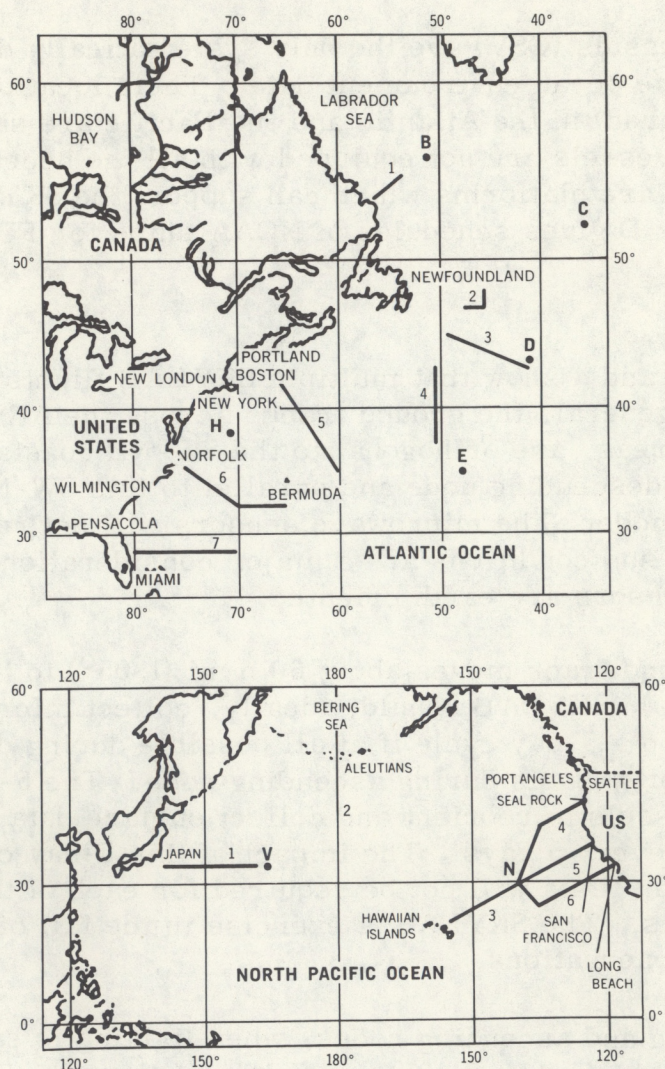 80° 70° 60° 50° 40°
60° 60°
LABRADOR
SEA
HUDSON
BAY
B
1
C
CANADA
50° 50°
NEWFOUNDLAND
2
3
D
PORTLAND
BOSTON
NEW LONDON
4
NEW YORK
40° 40°
UNITED
STATES
H
5
NORFOLK
E
6
WILMINGTON
BERMUDA
PENSACOLA
30° 30°
7
ATLANTIC OCEAN
MIAMI
80° 70° 60° 50° 40°
120° 150° 180° 150° 120°
60° 60°
BERING
SEA
CANADA
ALEUTIANS
PORT ANGELES
SEATTLE
SEAL ROCK
2
US
4
JAPAN
1
V
N
5
30° 30°
6
3
HAWAIIAN
ISLANDS
SAN
FRANCISCO
LONG
BEACH
NORTH PACIFIC OCEAN
0° 0°
120° 150° 180° 150° 120°